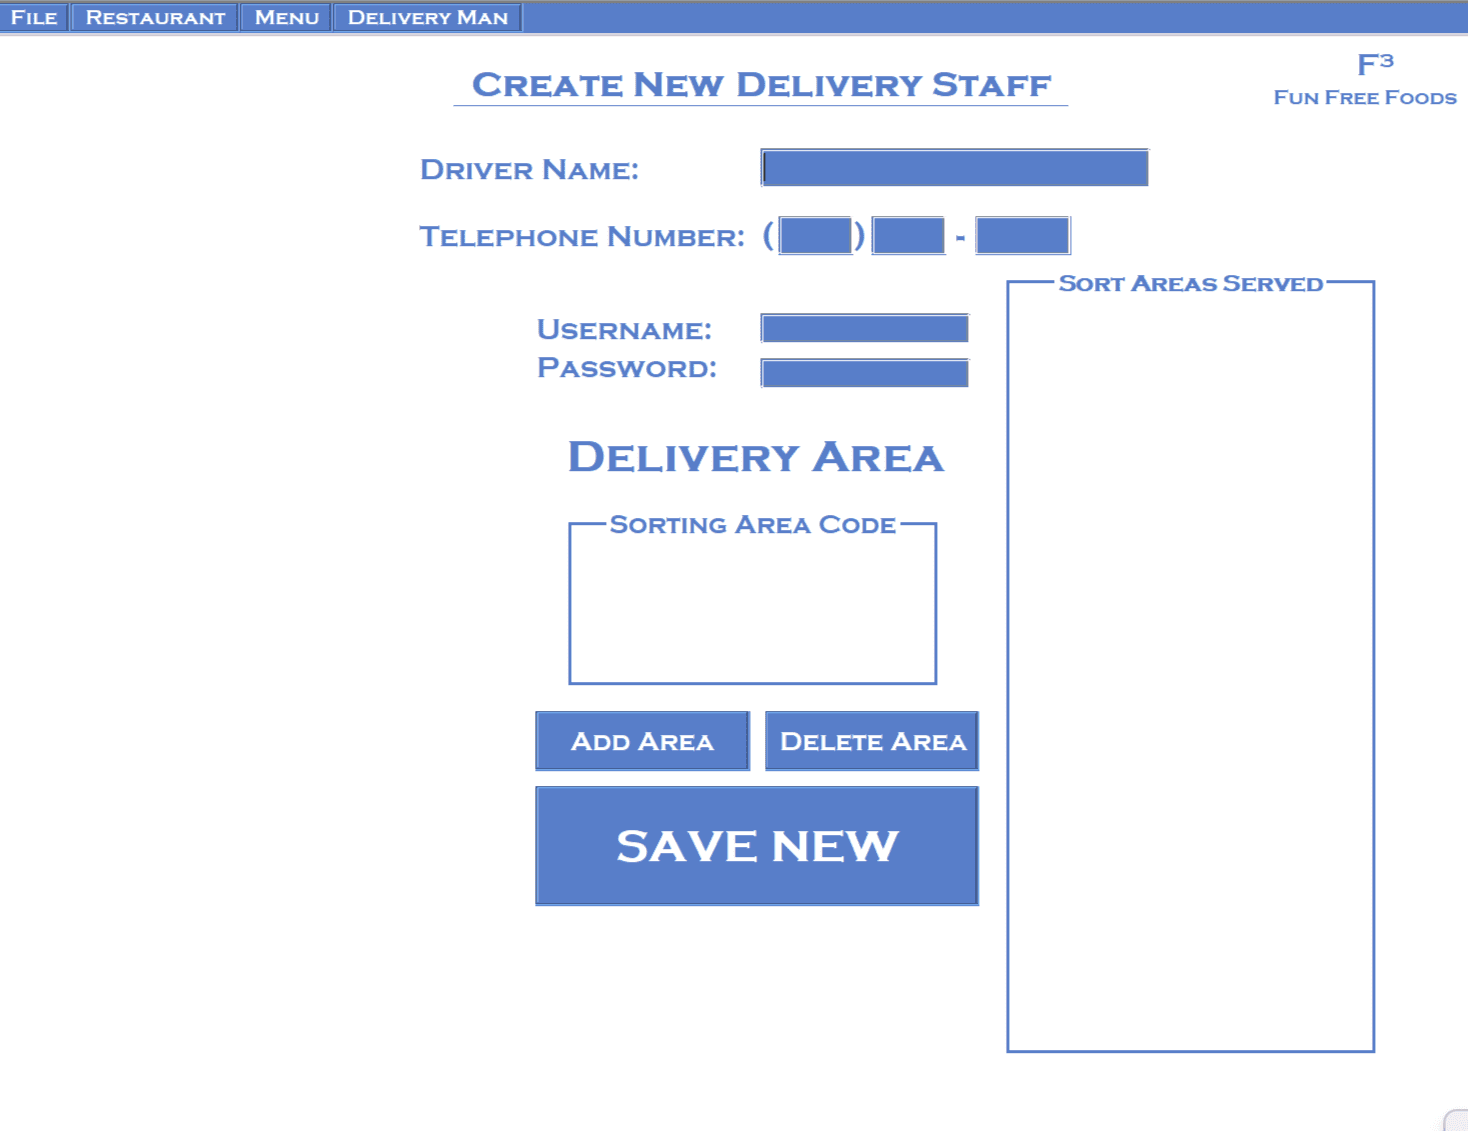 File Restaurant Menu Delivery Man
F³
Fun Free Foods
Create New Delivery Staff
Driver Name:
Telephone Number: ( ) -
Sort Areas Served
Username:
Password:
Delivery Area
Sorting Area Code
Add Area Delete Area
SAVE NEW